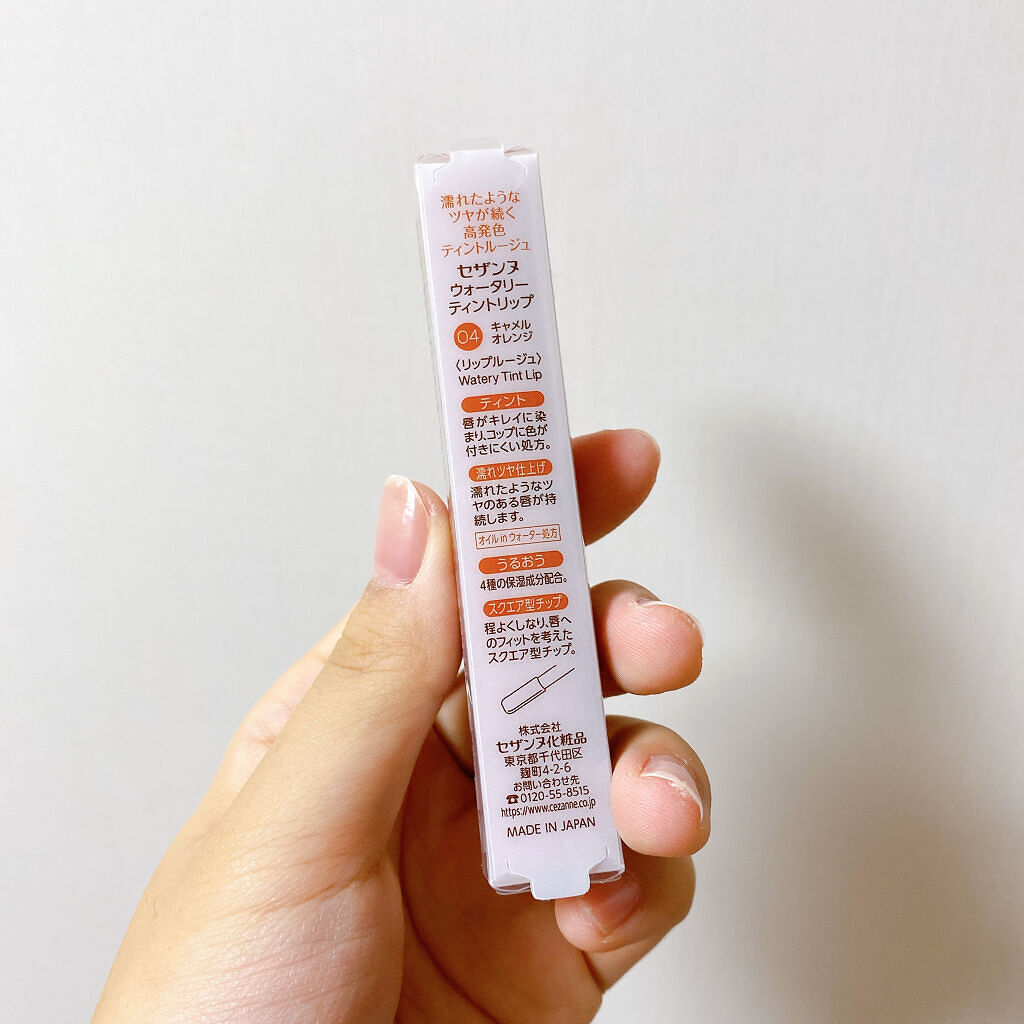 濡れたような
ツヤが続く
高発色
ティントルージュ
セザンヌ
ウォータリー
ティントリップ
04 キャメル
オレンジ
〈リップルージュ〉
Watery Tint Lip
ティント
唇がキレイに染
まり、コップに色が
付きにくい処方。
濡れツヤ仕上げ
濡れたようなツ
ヤのある唇が持
続します。
オイル in ウォーター処方
うるおう
4種の保湿成分配合。
スクエア型チップ
程よくしなり、唇へ
のフィットを考えた
スクエア型チップ。
株式会社
セザンヌ化粧品
東京都千代田区
麹町4-2-6
お問い合わせ先
☎0120-55-8515
https://www.cezanne.co.jp
MADE IN JAPAN